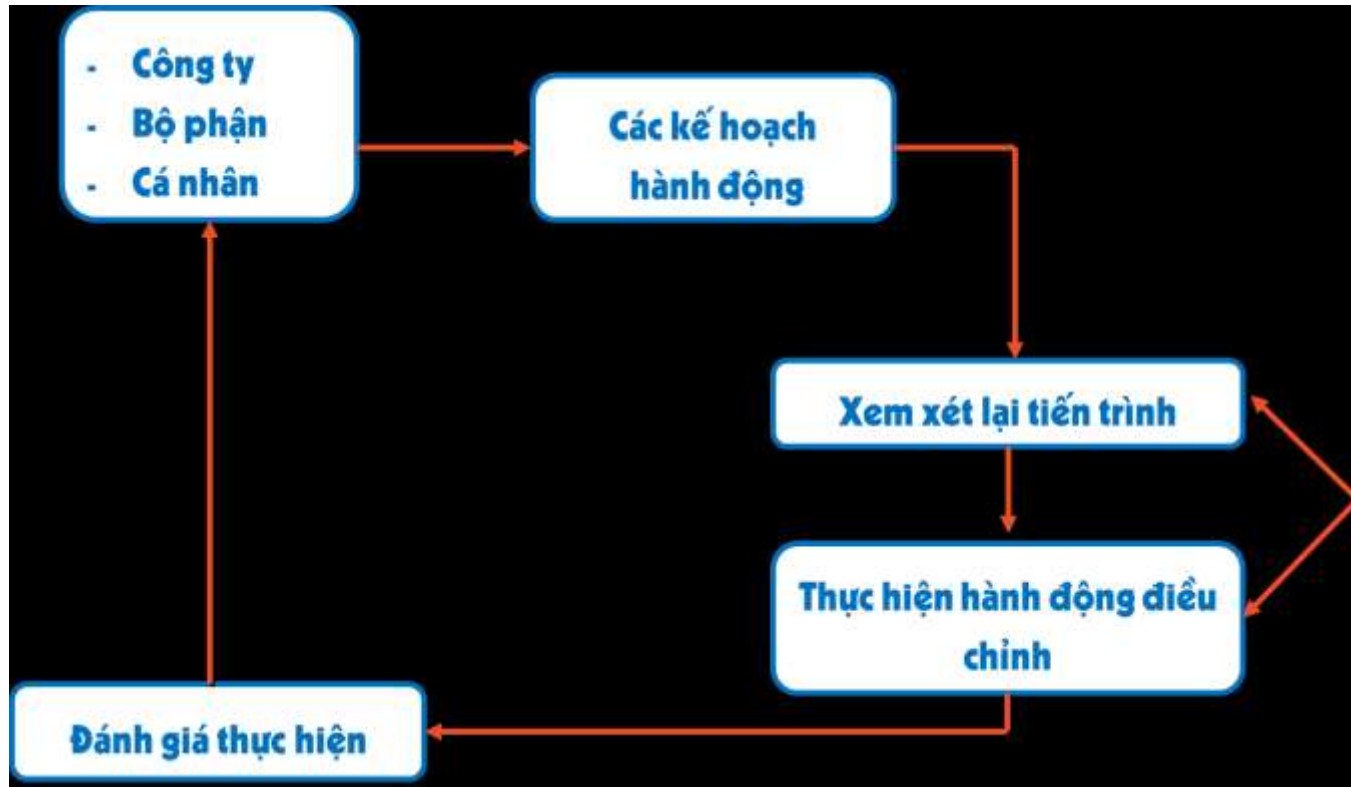 - Công ty
- Bộ phận
- Cá nhân
Các kế hoạch
hành động
Xem xét lại tiến trình
Thực hiện hành động điều
chỉnh
Đánh giá thực hiện